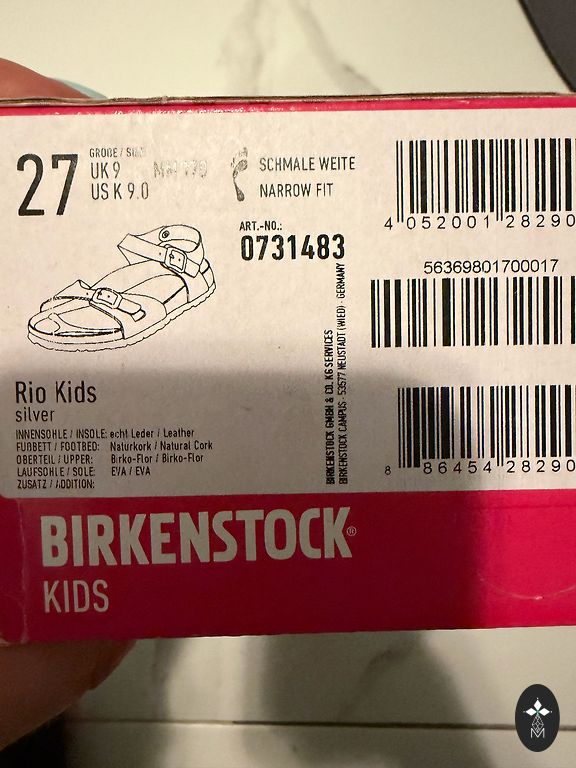 27
GRÖßE / SIZE
UK 9
US K 9.0
SCHMALE WEITE
NARROW FIT
ART.-NO.:
0731483
4 052001 28290
56369801700017
8 86454 28290
BIRKENSTOCK GMBH & CO. KG SERVICES
BIRKENSTOCK CAMPUS · 53577 NEUSTADT (WIED) · GERMANY
Rio Kids
silver
INNENSOHLE / INSOLE: echt Leder / Leather
FUßBETT / FOOTBED: Naturkork / Natural Cork
OBERTEIL / UPPER: Birko-Flor / Birko-Flor
LAUFSOHLE / SOLE: EVA / EVA
ZUSATZ / ADDITION:
BIRKENSTOCK®
KIDS
M